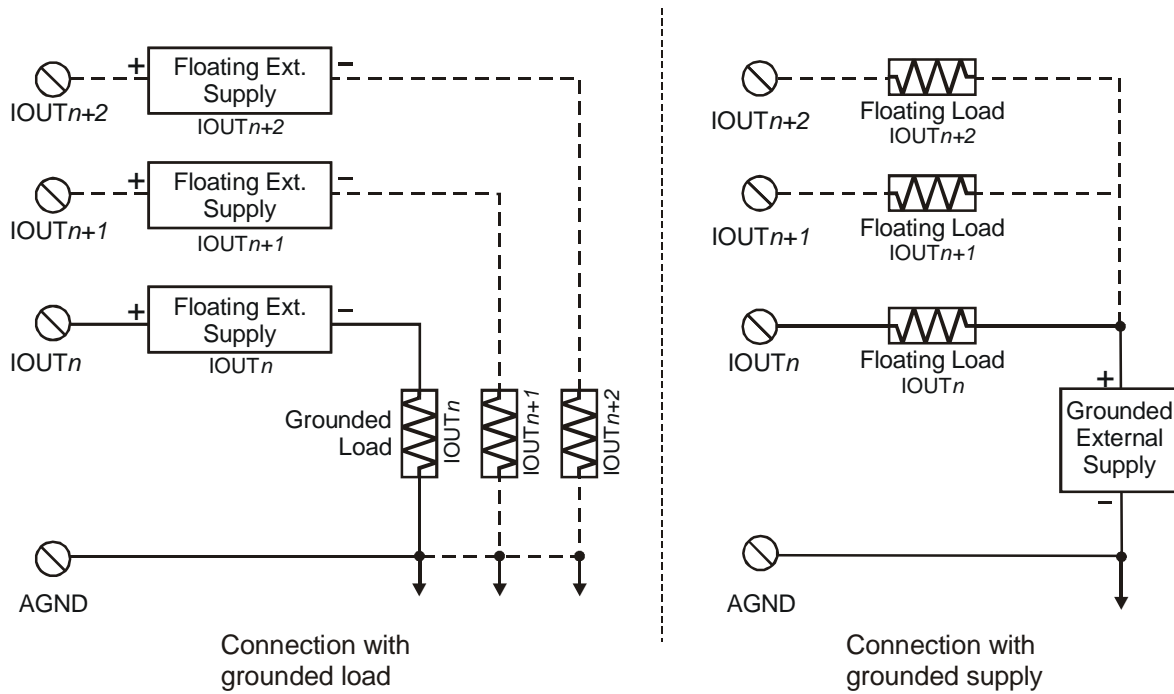 + Floating Ext. −
Supply
IOUTn+2
IOUTn+2
+ Floating Ext. −
Supply
IOUTn+1
IOUTn+1
+ Floating Ext. −
Supply
IOUTn
IOUTn
Grounded
Load
IOUTn
IOUTn+1
IOUTn+2
AGND
Connection with
grounded load
IOUTn+2
Floating Load
IOUTn+2
IOUTn+1
Floating Load
IOUTn+1
IOUTn
Floating Load
IOUTn
+
Grounded
External
Supply
−
AGND
Connection with
grounded supply